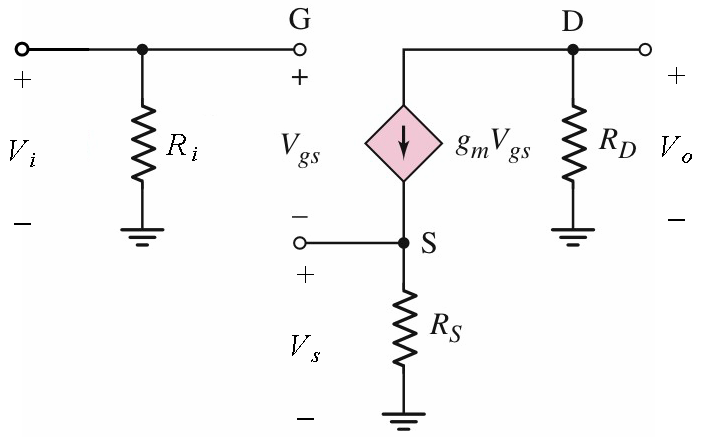 G
D
+
+
+
V_i
R_i
V_gs
g_mV_gs
R_D
V_o
−
−
−
S
+
V_s
R_S
−